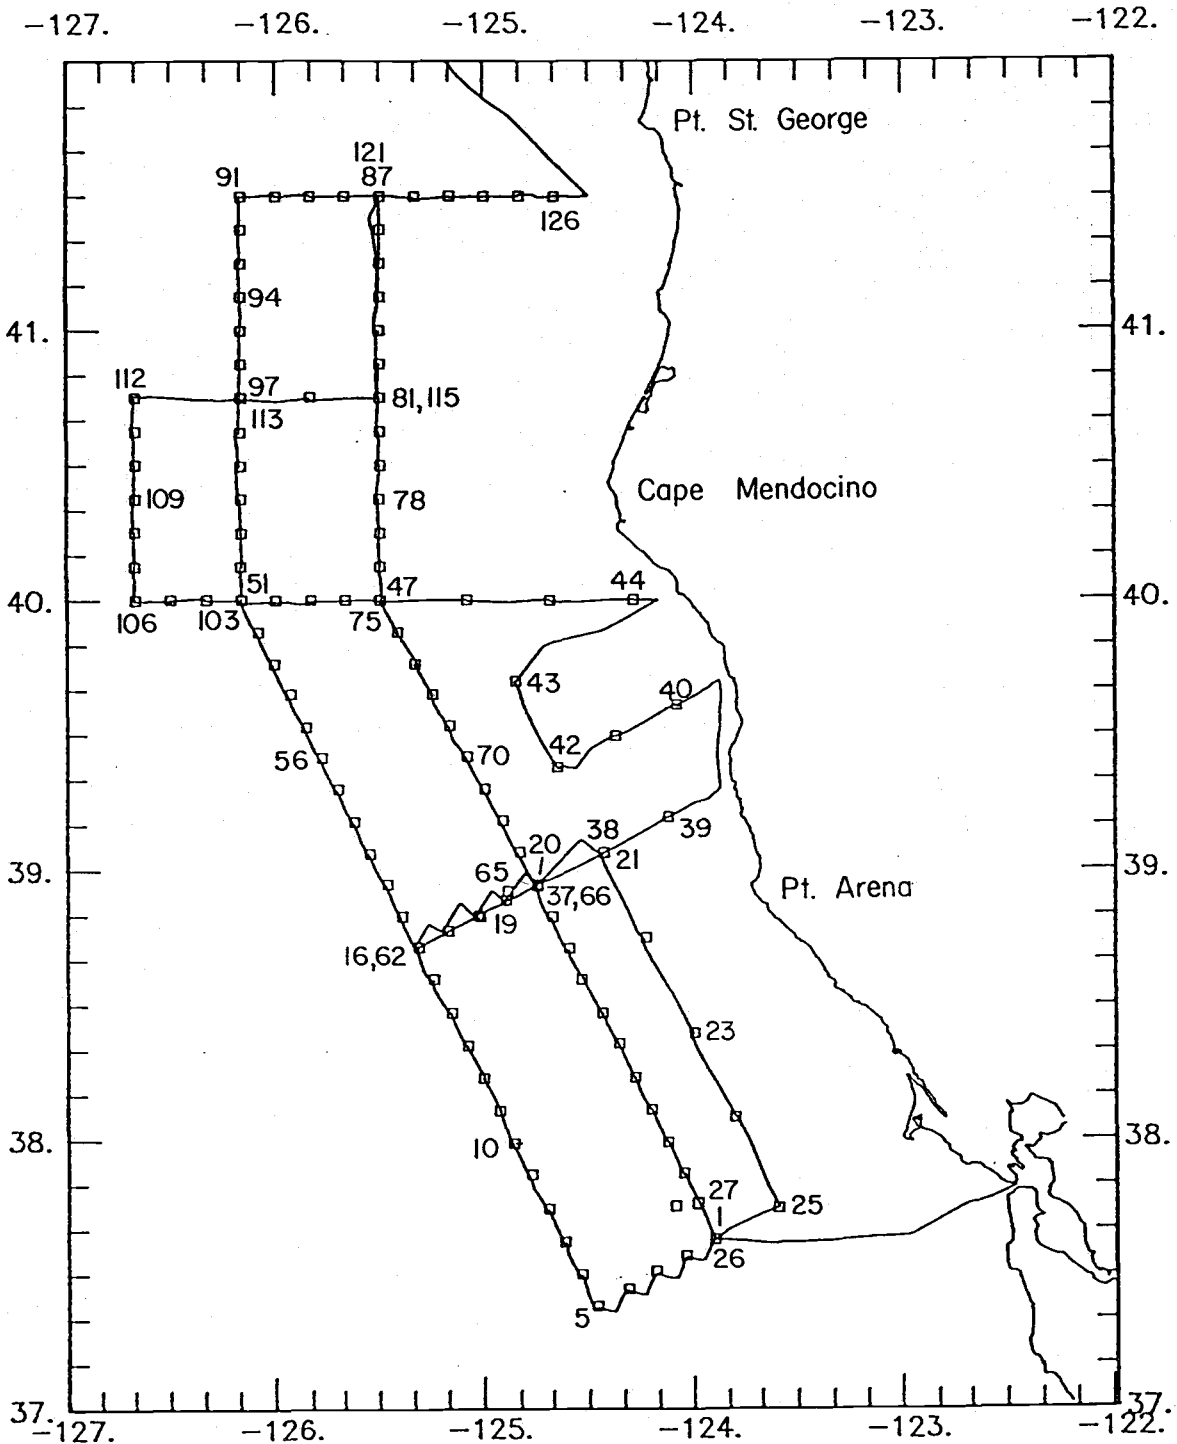 -127. -126. -125. -124. -123. -122.
Pt. St. George
121
91 87
126
94
41. 41.
112 97 81,115
113
109 78
Cape Mendocino
51 47 44
40. 40.
106 103 75
43 40
56 70 42
38 39
20 21
39. 39.
65 37,66 Pt. Arena
19
16,62
23
10
38. 38.
27 25
26
5
37. 37.
-127. -126. -125. -124. -123. -122.